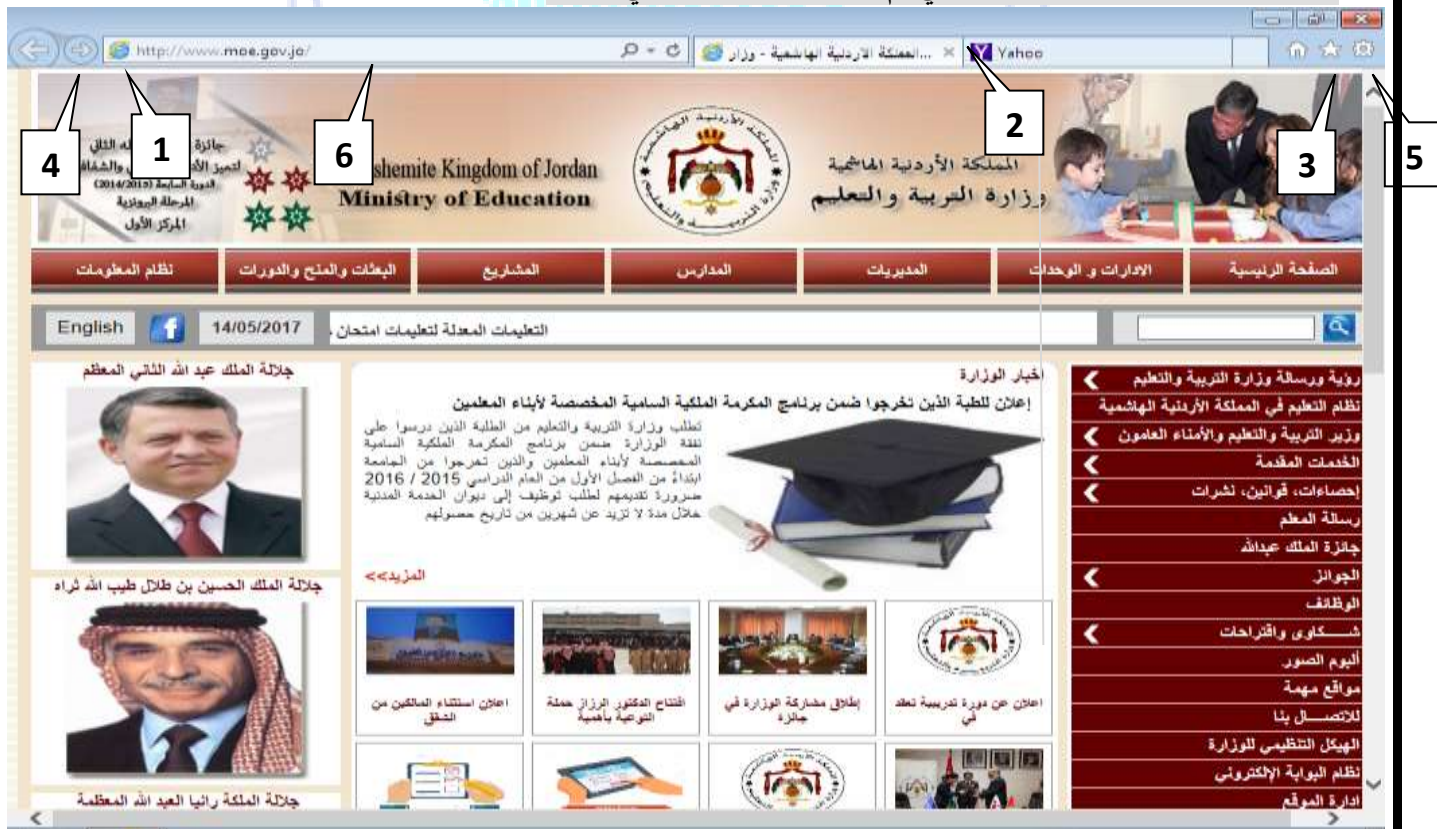 http://www.moe.gov.jo/
المملكة الاردنية الهاشمية - وزار...
Yahoo
4
1
6
2
3
5
Kingdom of Jordan
Ministry of Education
المملكة الأردنية الهاشمية
وزارة التربية والتعليم
جائزة
له الثاني
لتميز
والشفافية
الدورة السابعة (2014/2015)
المرحلة البرونزية
المركز الأول
الصفحة الرئيسية
الادارات و الوحدات
المديريات
المدارس
المشاريع
البعثات والمنح والدورات
نظام المعلومات
التعليمات المعدلة لتعليمات امتحان
14/05/2017
English
رؤية ورسالة وزارة التربية والتعليم
نظام التعليم في المملكة الأردنية الهاشمية
وزير التربية والتعليم والأمناء العامون
الخدمات المقدمة
إحصاءات، قوانين، نشرات
رسالة المعلم
جائزة الملك عبدالله
الجوائز
الوظائف
شـــكاوى واقتراحات
ألبوم الصور
مواقع مهمة
للاتصـــال بنا
الهيكل التنظيمي للوزارة
نظام البوابة الإلكتروني
ادارة الموقع
اخبار الوزارة
إعلان للطلبة الذين تخرجوا ضمن برنامج المكرمة الملكية السامية المخصصة لأبناء المعلمين
تطلب وزارة التربية والتعليم من الطلبة الذين درسوا على
نفقة الوزارة ضمن برنامج المكرمة الملكية السامية
المخصصة لأبناء المعلمين والذين تخرجوا من الجامعة
ابتداءً من الفصل الأول من العام الدراسي 2015 / 2016
ضرورة تقديمهم لطلب توظيف إلى ديوان الخدمة المدنية
خلال مدة لا تزيد عن شهرين من تاريخ حصولهم
المزيد>>
اعلان عن دورة تدريبية تعقد
في
إطلاق مشاركة الوزارة في
جائزة
افتتاح الدكتور الرزاز حملة
التوعية بأهمية
اعلان استثناء المالكين من
الشقق
جلالة الملك عبد الله الثاني المعظم
جلالة الملك الحسين بن طلال طيب الله ثراه
جلالة الملكة رانيا العبد الله المعظمة